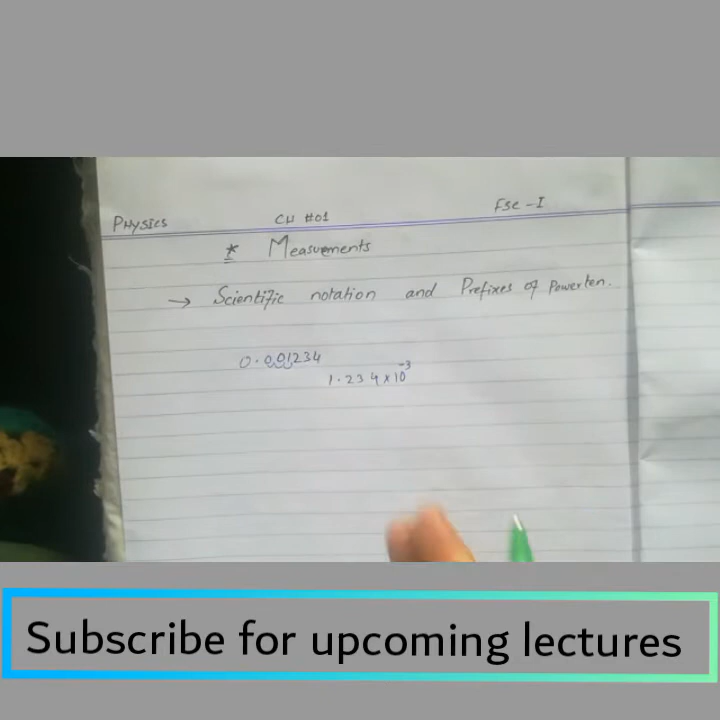 Physics CH #01 FSc-I
* Measurements
→ Scientific notation and Prefixes of Power ten.
0.001234
1.234×10⁻³
Subscribe for upcoming lectures